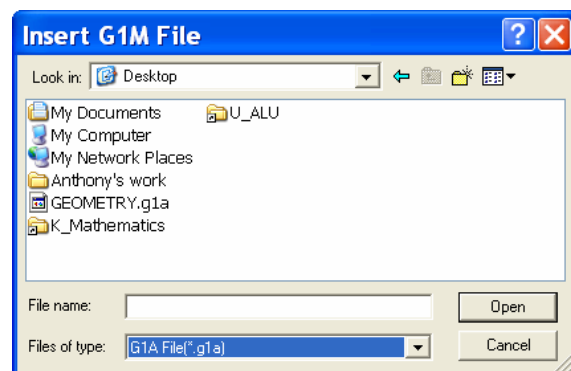 Insert G1M File
Look in: Desktop
My Documents U_ALU
My Computer
My Network Places
Anthony's work
GEOMETRY.g1a
K_Mathematics
File name: Open
Files of type: G1A File(*.g1a) Cancel